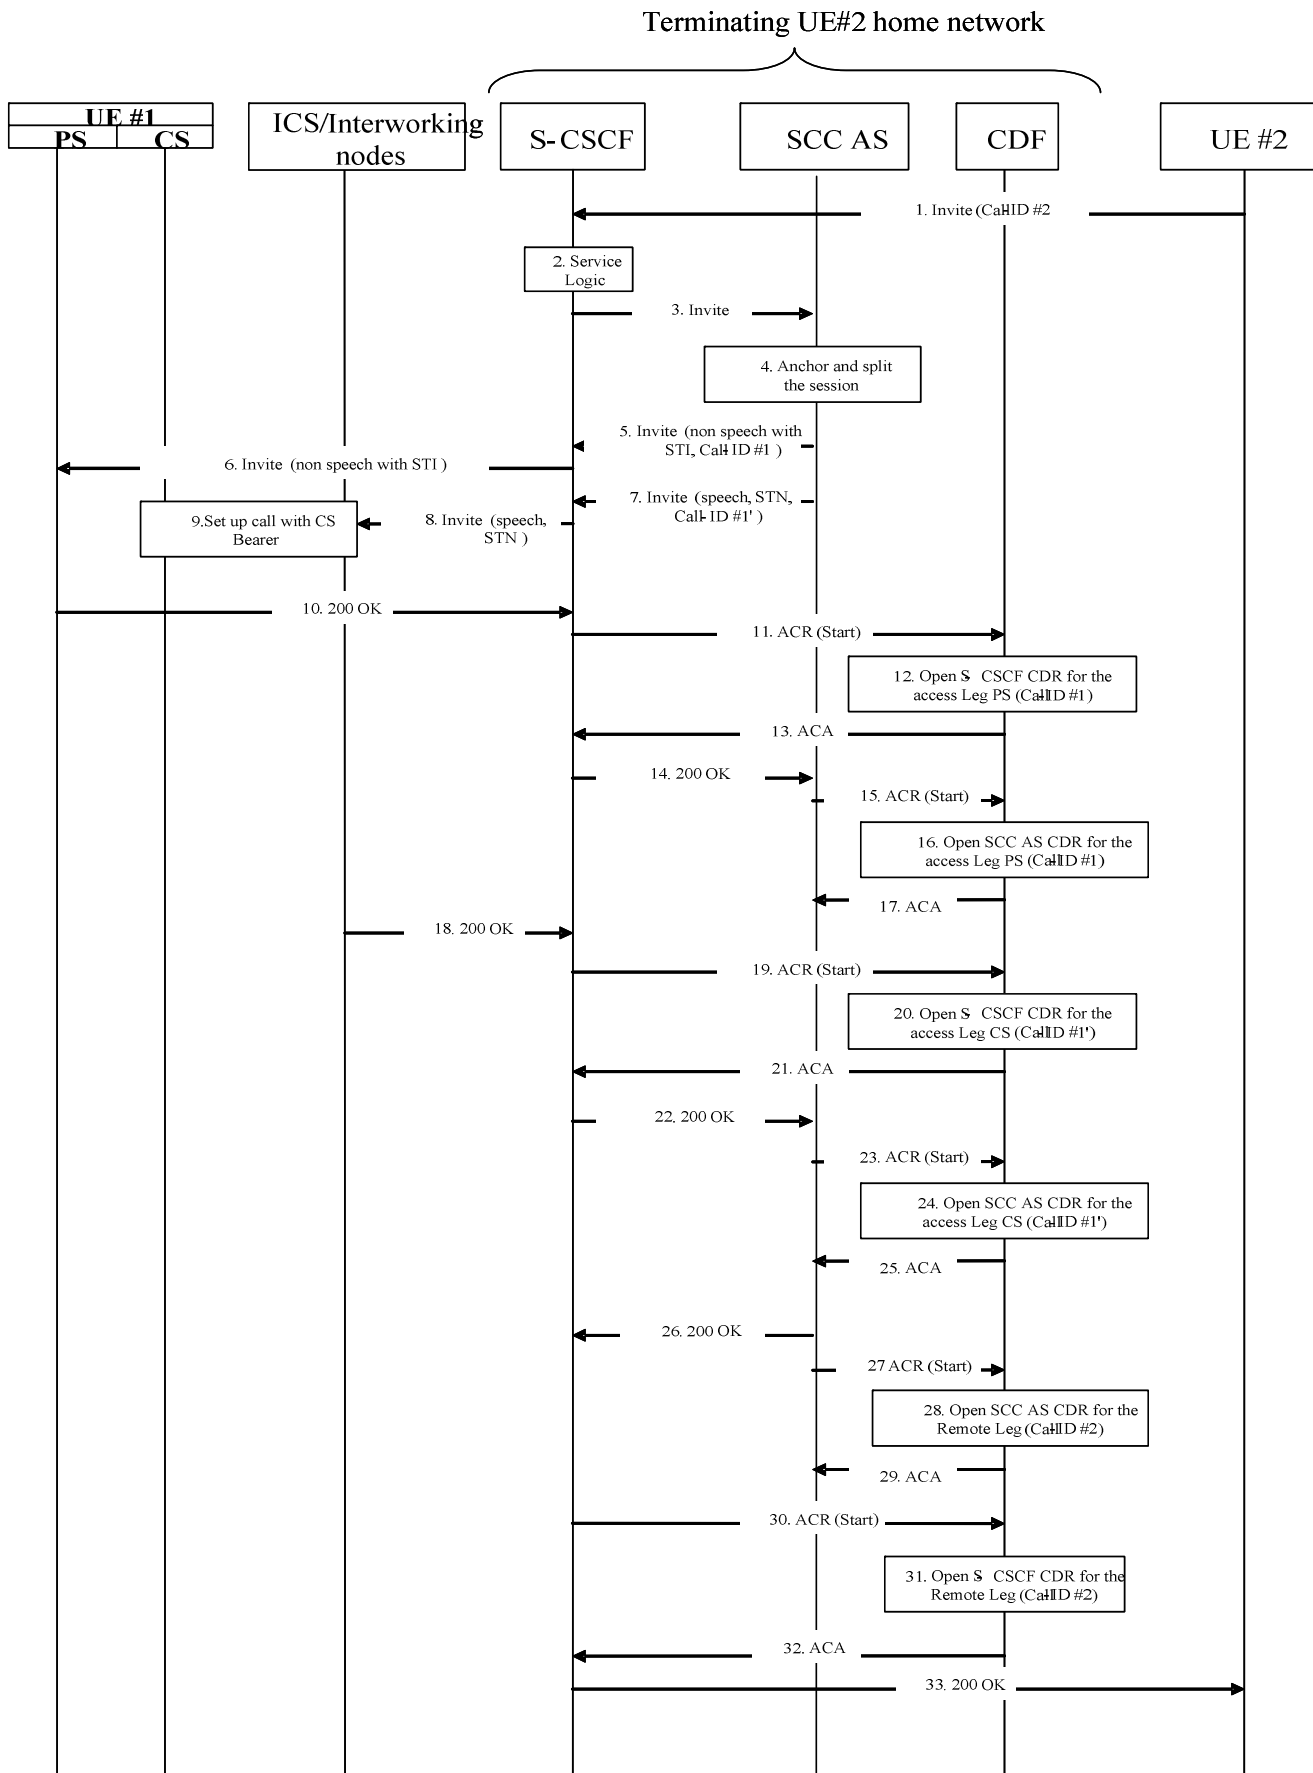 Terminating UE#2 home network
UE #1
PS
CS
ICS/Interworking
nodes
S-CSCF
SCC AS
CDF
UE #2
1. Invite (Call-ID #2
2. Service
Logic
3. Invite
4. Anchor and split
the session
5. Invite (non speech with
STI, Call-ID #1 )
6. Invite (non speech with STI )
7. Invite (speech, STN,
Call-ID #1' )
8. Invite (speech,
STN )
9.Set up call with CS
Bearer
10. 200 OK
11. ACR (Start)
12. Open S- CSCF CDR for the
access Leg PS (Call-ID #1)
13. ACA
14. 200 OK
15. ACR (Start)
16. Open SCC AS CDR for the
access Leg PS (Call-ID #1)
17. ACA
18. 200 OK
19. ACR (Start)
20. Open S- CSCF CDR for the
access Leg CS (Call-ID #1')
21. ACA
22. 200 OK
23. ACR (Start)
24. Open SCC AS CDR for the
access Leg CS (Call-ID #1')
25. ACA
26. 200 OK
27 ACR (Start)
28. Open SCC AS CDR for the
Remote Leg (Call-ID #2)
29. ACA
30. ACR (Start)
31. Open S- CSCF CDR for the
Remote Leg (Call-ID #2)
32. ACA
33. 200 OK